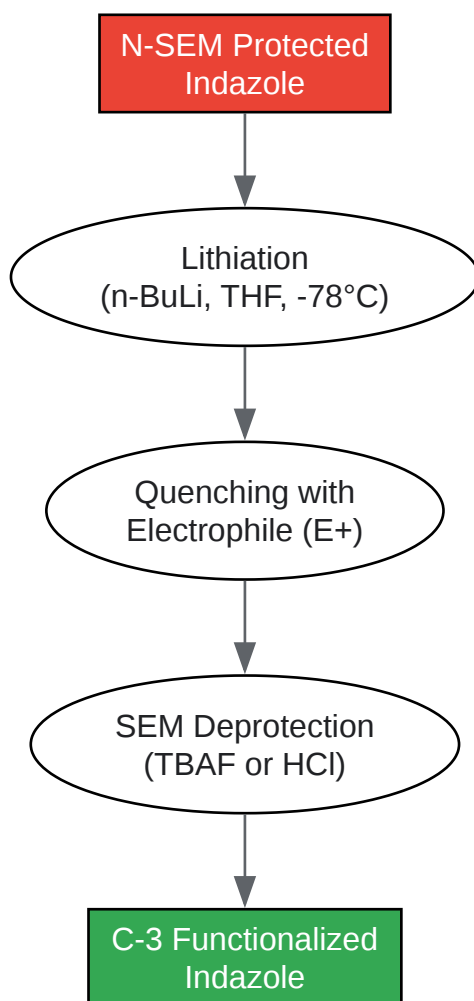 N-SEM Protected
Indazole
Lithiation
(n-BuLi, THF, -78°C)
Quenching with
Electrophile (E+)
SEM Deprotection
(TBAF or HCl)
C-3 Functionalized
Indazole